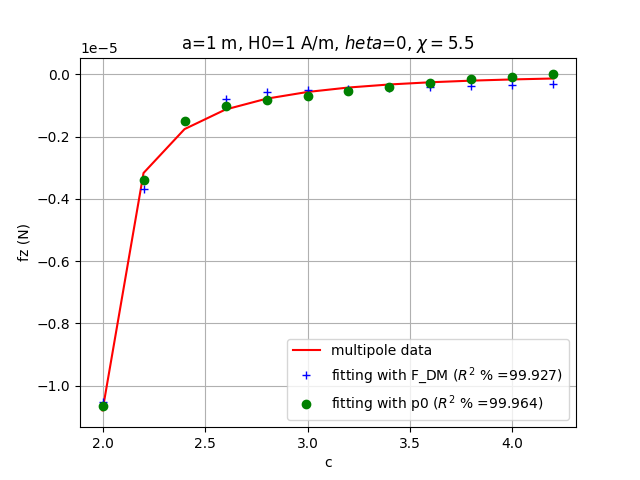 a=1 m, H0=1 A/m, heta=0, χ = 5.5
1e−5
0.0
−0.2
−0.4
−0.6
−0.8
−1.0
fz (N)
multipole data
fitting with F_DM (R² % =99.927)
fitting with p0 (R² % =99.964)
2.0 2.5 3.0 3.5 4.0
c